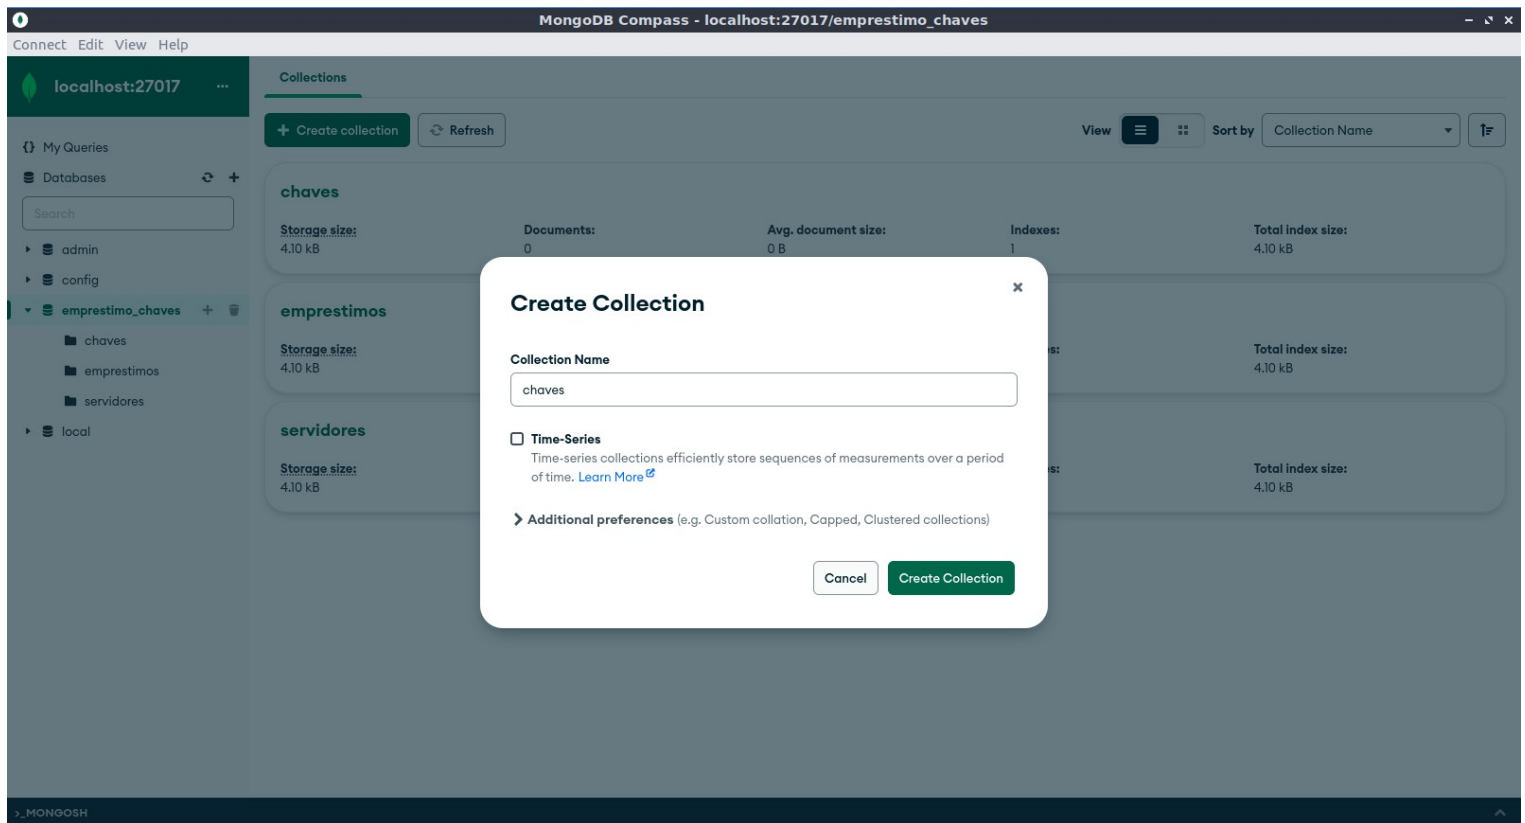 MongoDB Compass - localhost:27017/emprestimo_chaves
Connect Edit View Help
localhost:27017 ...
Collections
+ Create collection
Refresh
View
Sort by
Collection Name
{} My Queries
Databases
Search
admin
config
emprestimo_chaves
chaves
emprestimos
servidores
local
chaves
Storage size: Documents: Avg. document size: Indexes: Total index size:
4.10 kB 0 0 B 1 4.10 kB
emprestimos
Storage size: s: Total index size:
4.10 kB 4.10 kB
servidores
Storage size: s: Total index size:
4.10 kB 4.10 kB
Create Collection
Collection Name
chaves
Time-Series
Time-series collections efficiently store sequences of measurements over a period
of time. Learn More
Additional preferences (e.g. Custom collation, Capped, Clustered collections)
Cancel Create Collection
>_MONGOSH